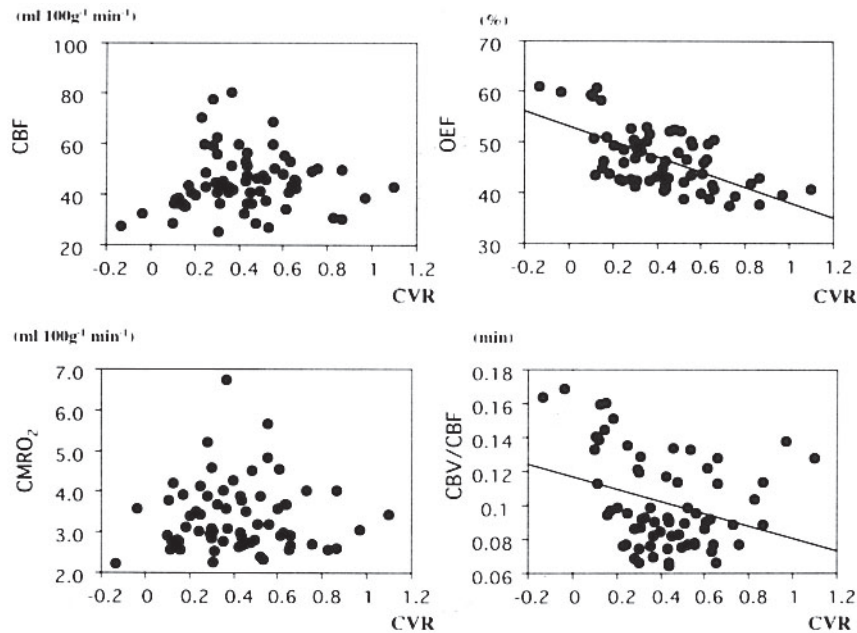 (ml 100g⁻¹ min⁻¹)
100
80
60
40
20
CBF
-0.2 0 0.2 0.4 0.6 0.8 1 1.2
CVR
(%)
70
60
50
40
30
OEF
-0.2 0 0.2 0.4 0.6 0.8 1 1.2
CVR
(ml 100g⁻¹ min⁻¹)
7.0
6.0
5.0
4.0
3.0
2.0
CMRO₂
-0.2 0 0.2 0.4 0.6 0.8 1 1.2
CVR
(min)
0.18
0.16
0.14
0.12
0.1
0.08
0.06
CBV/CBF
-0.2 0 0.2 0.4 0.6 0.8 1 1.2
CVR